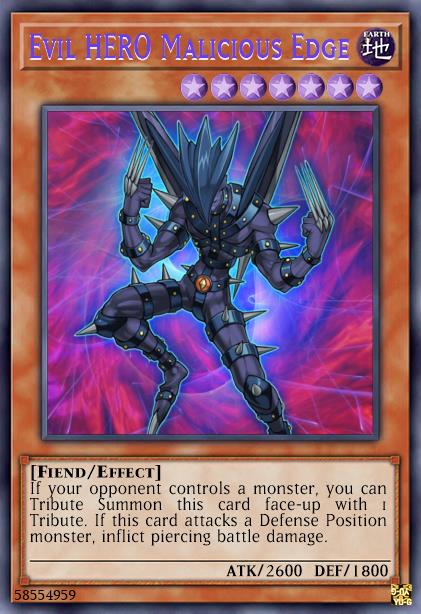 Evil HERO Malicious Edge
EARTH
地
[Fiend/Effect]
If your opponent controls a monster, you can
Tribute Summon this card face-up with 1
Tribute. If this card attacks a Defense Position
monster, inflict piercing battle damage.
ATK/2600 DEF/1800
58554959